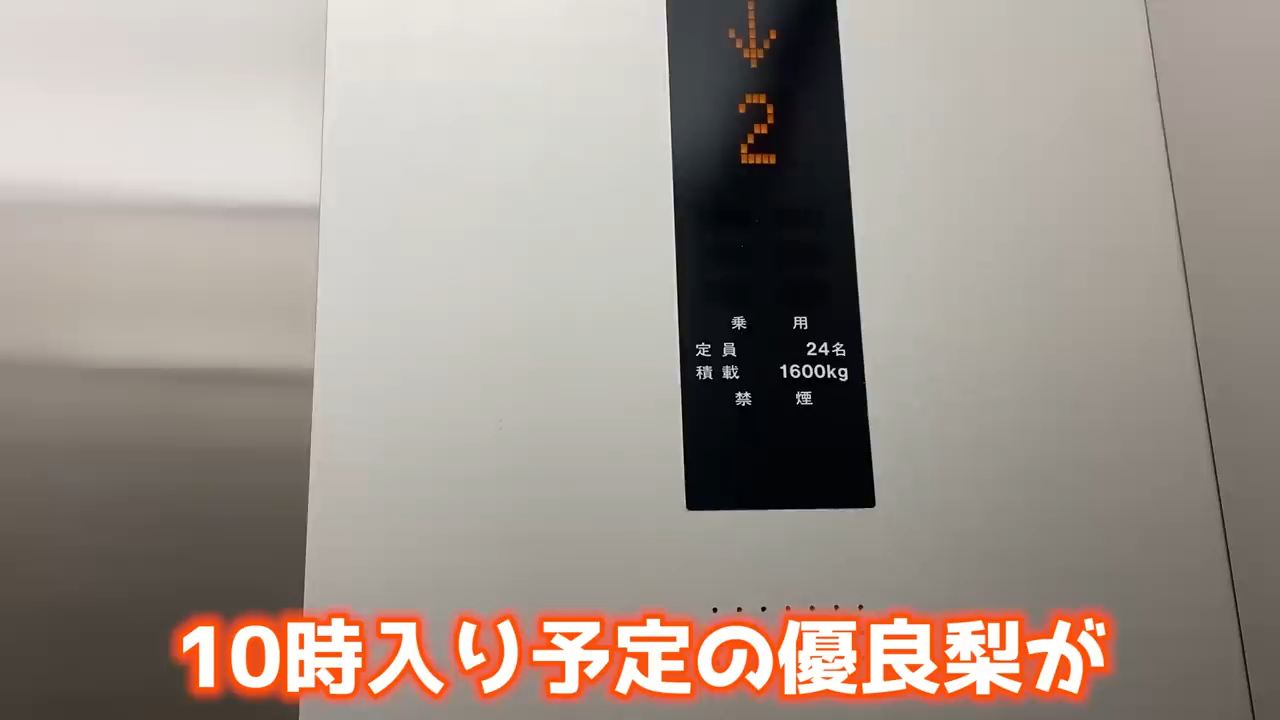 2
乗 用
定員 24名
積載 1600kg
禁 煙
10時入り予定の優良梨が